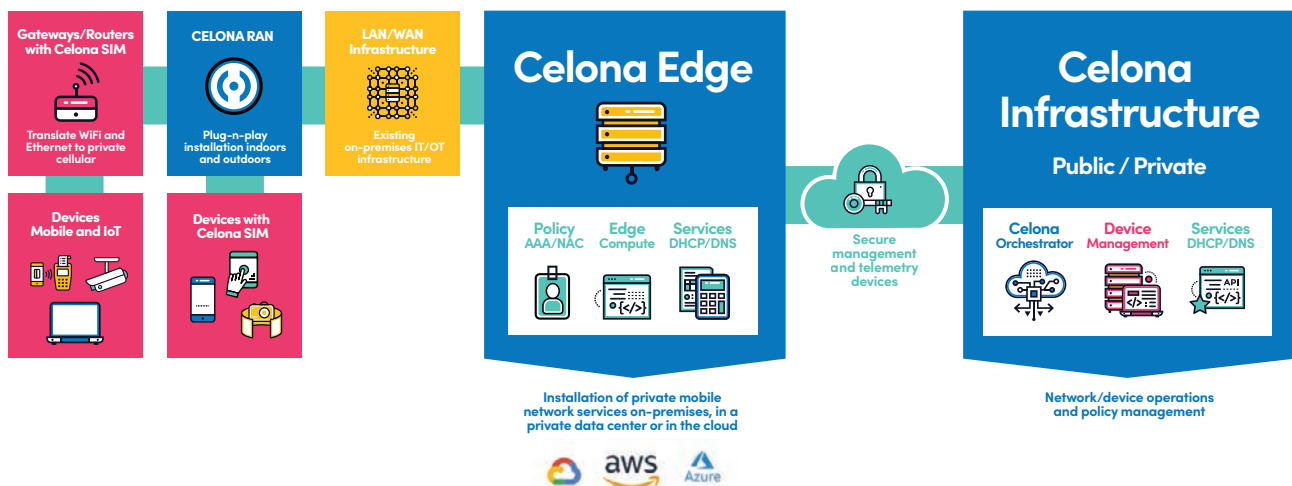 Gateways/Routers
with Celona SIM
Translate WiFi and
Ethernet to private
cellular
CELONA RAN
Plug-n-play
installation indoors
and outdoors
LAN/WAN
Infrastructure
Existing
on-premises IT/OT
infrastructure
Devices
Mobile and IoT
Devices with
Celona SIM
Celona Edge
Policy
AAA/NAC
Edge
Compute
Services
DHCP/DNS
Installation of private mobile
network services on-premises, in a
private data center or in the cloud
aws
Azure
Secure
management
and telemetry
devices
Celona
Infrastructure
Public / Private
Celona
Orchestrator
Device
Management
Services
DHCP/DNS
API
Network/device operations
and policy management